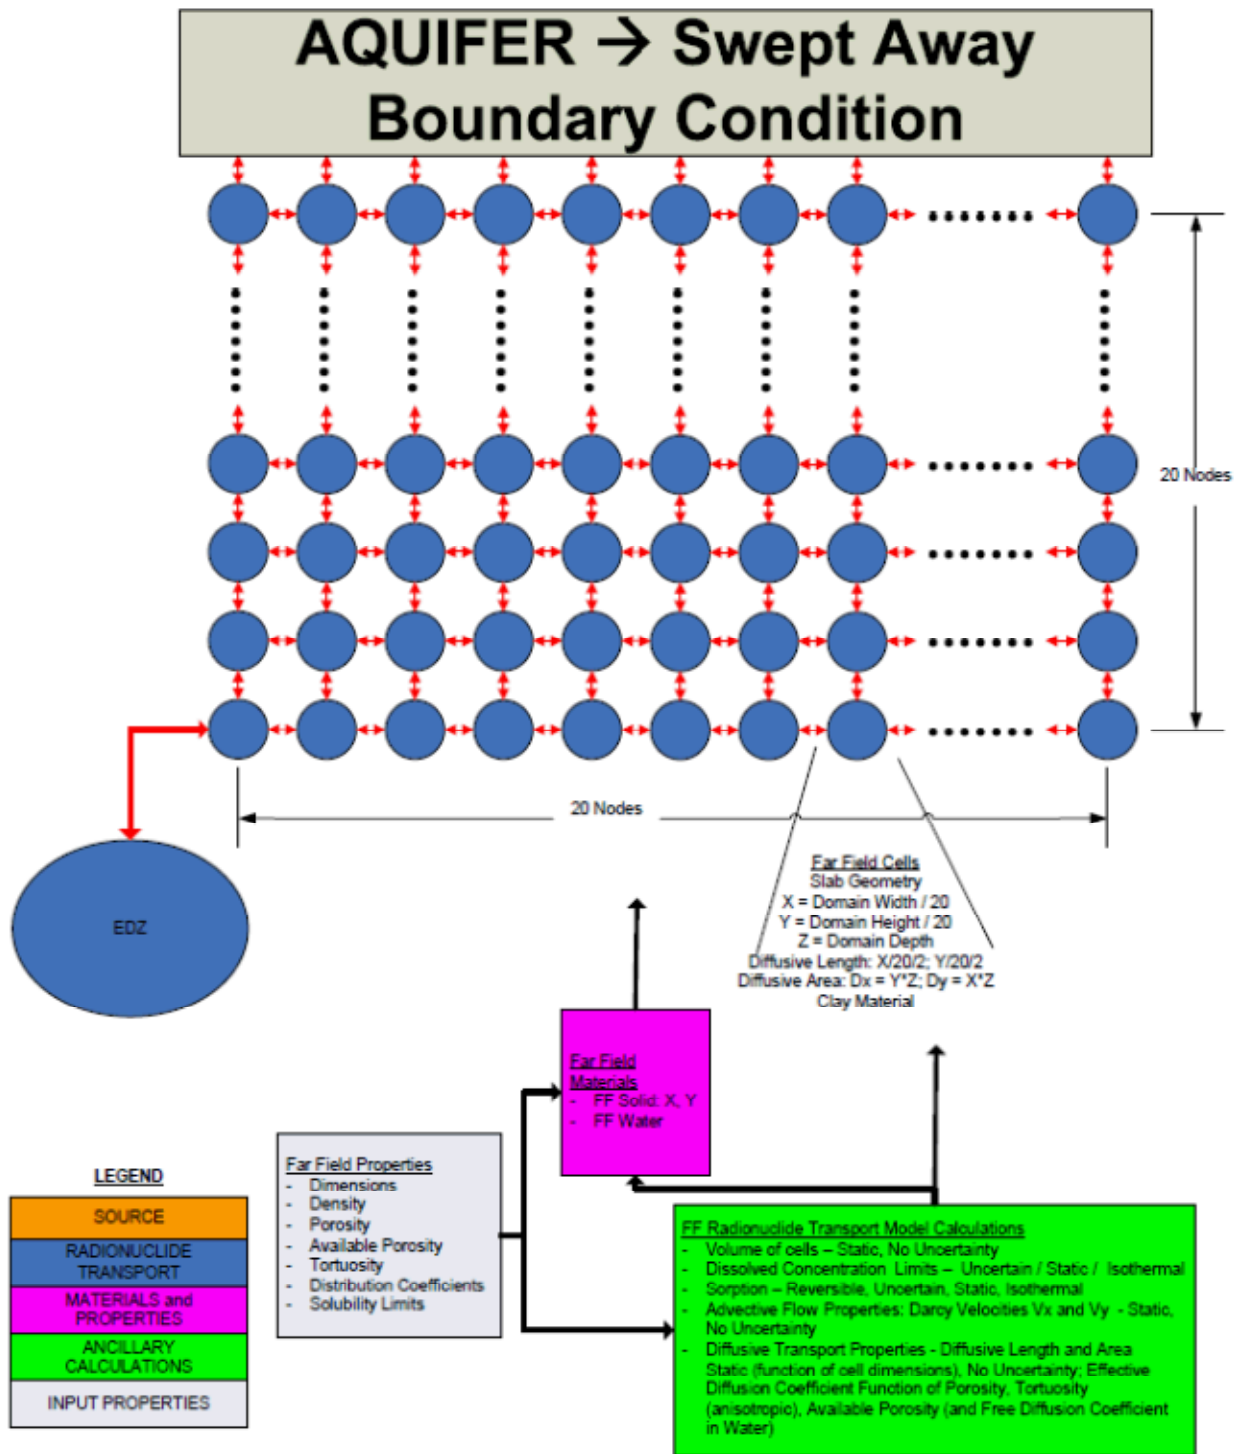 AQUIFER → Swept Away
Boundary Condition
20 Nodes
20 Nodes
EDZ
Far Field Cells
Slab Geometry
X = Domain Width / 20
Y = Domain Height / 20
Z = Domain Depth
Diffusive Length: X/20/2; Y/20/2
Diffusive Area: Dx = Y*Z; Dy = X*Z
Clay Material
Far Field
Materials
- FF Solid: X, Y
- FF Water
Far Field Properties
- Dimensions
- Density
- Porosity
- Available Porosity
- Tortuosity
- Distribution Coefficients
- Solubility Limits
LEGEND
SOURCE
RADIONUCLIDE
TRANSPORT
MATERIALS and
PROPERTIES
ANCILLARY
CALCULATIONS
INPUT PROPERTIES
FF Radionuclide Transport Model Calculations
- Volume of cells – Static, No Uncertainty
- Dissolved Concentration Limits – Uncertain / Static / Isothermal
- Sorption – Reversible, Uncertain, Static, Isothermal
- Advective Flow Properties: Darcy Velocities Vx and Vy - Static,
No Uncertainty
- Diffusive Transport Properties - Diffusive Length and Area
Static (function of cell dimensions), No Uncertainty; Effective
Diffusion Coefficient Function of Porosity, Tortuosity
(anisotropic), Available Porosity (and Free Diffusion Coefficient
in Water)